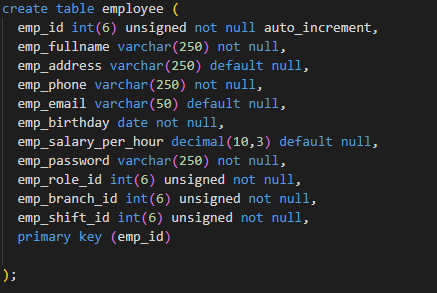 create table employee (
emp_id int(6) unsigned not null auto_increment,
emp_fullname varchar(250) not null,
emp_address varchar(250) default null,
emp_phone varchar(250) not null,
emp_email varchar(50) default null,
emp_birthday date not null,
emp_salary_per_hour decimal(10,3) default null,
emp_password varchar(250) not null,
emp_role_id int(6) unsigned not null,
emp_branch_id int(6) unsigned not null,
emp_shift_id int(6) unsigned not null,
primary key (emp_id)
);